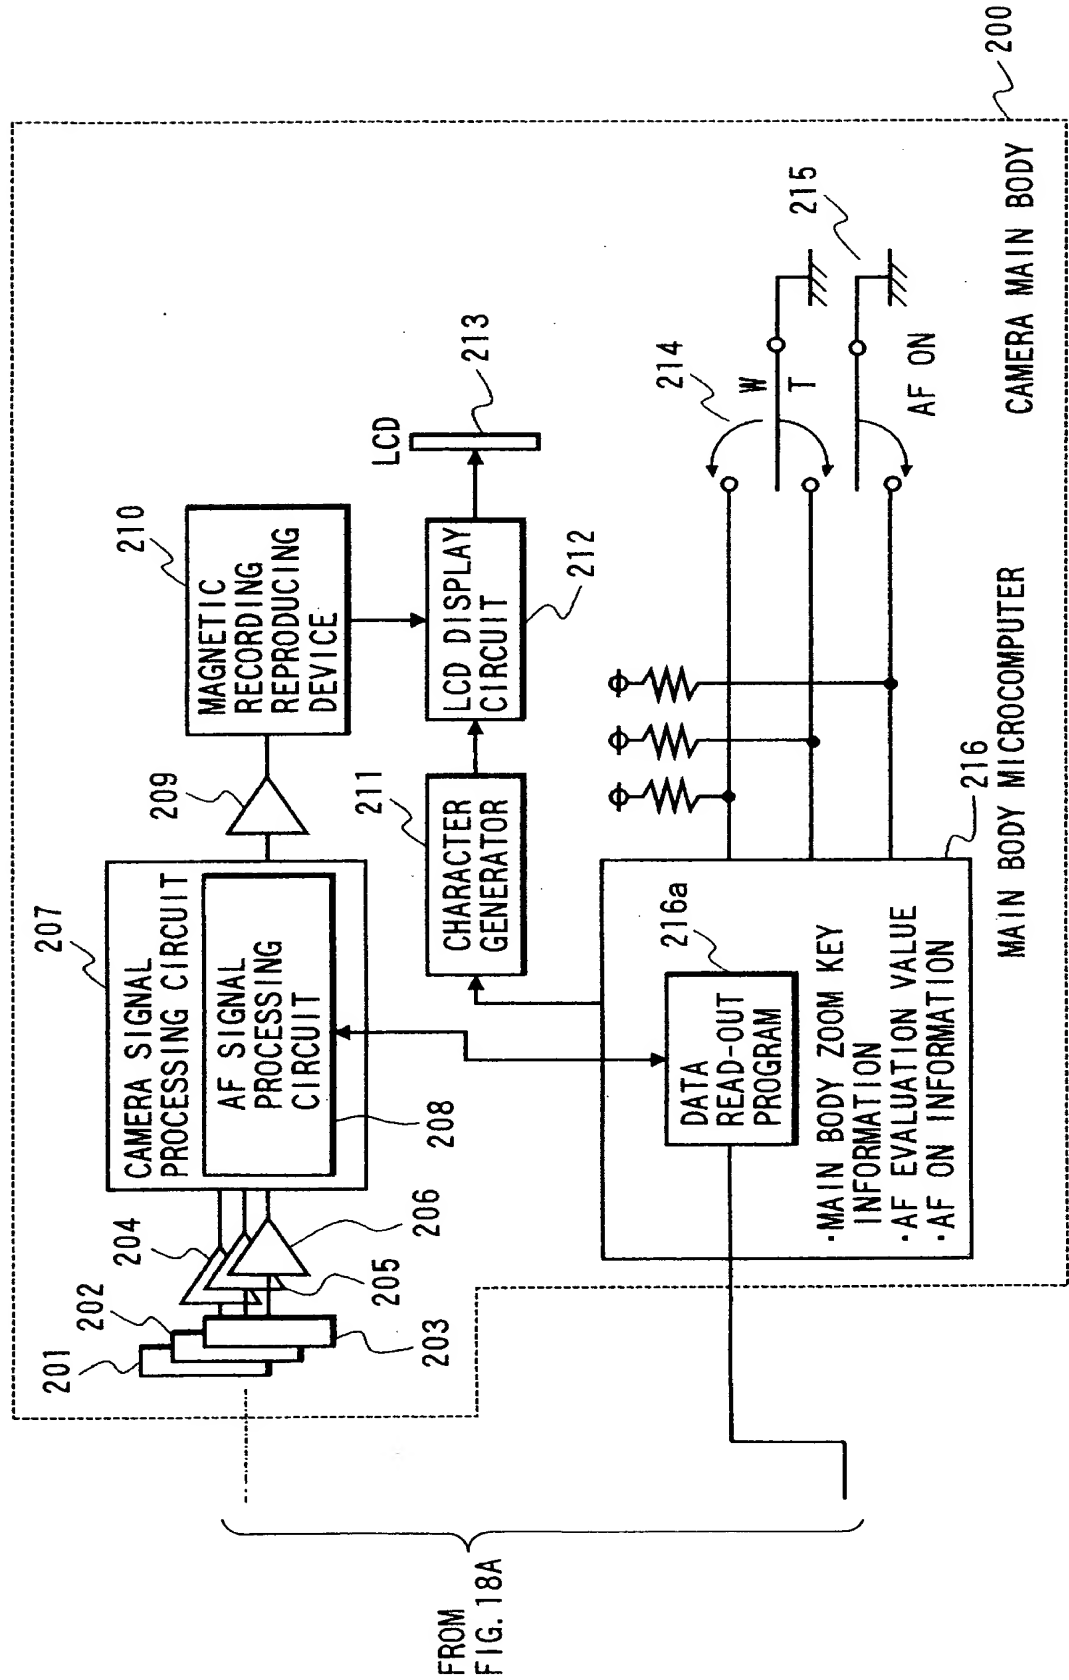 FROM
FIG. 18A
201
202
203
204
205
206
207
CAMERA SIGNAL
PROCESSING CIRCUIT
AF SIGNAL
PROCESSING
CIRCUIT
208
209
210
MAGNETIC
RECORDING
REPRODUCING
DEVICE
211
CHARACTER
GENERATOR
LCD DISPLAY
CIRCUIT
212
LCD
213
216a
DATA
READ-OUT
PROGRAM
·MAIN BODY ZOOM KEY
INFORMATION
·AF EVALUATION VALUE
·AF ON INFORMATION
216
MAIN BODY MICROCOMPUTER
214
W
T
215
AF ON
CAMERA MAIN BODY
200